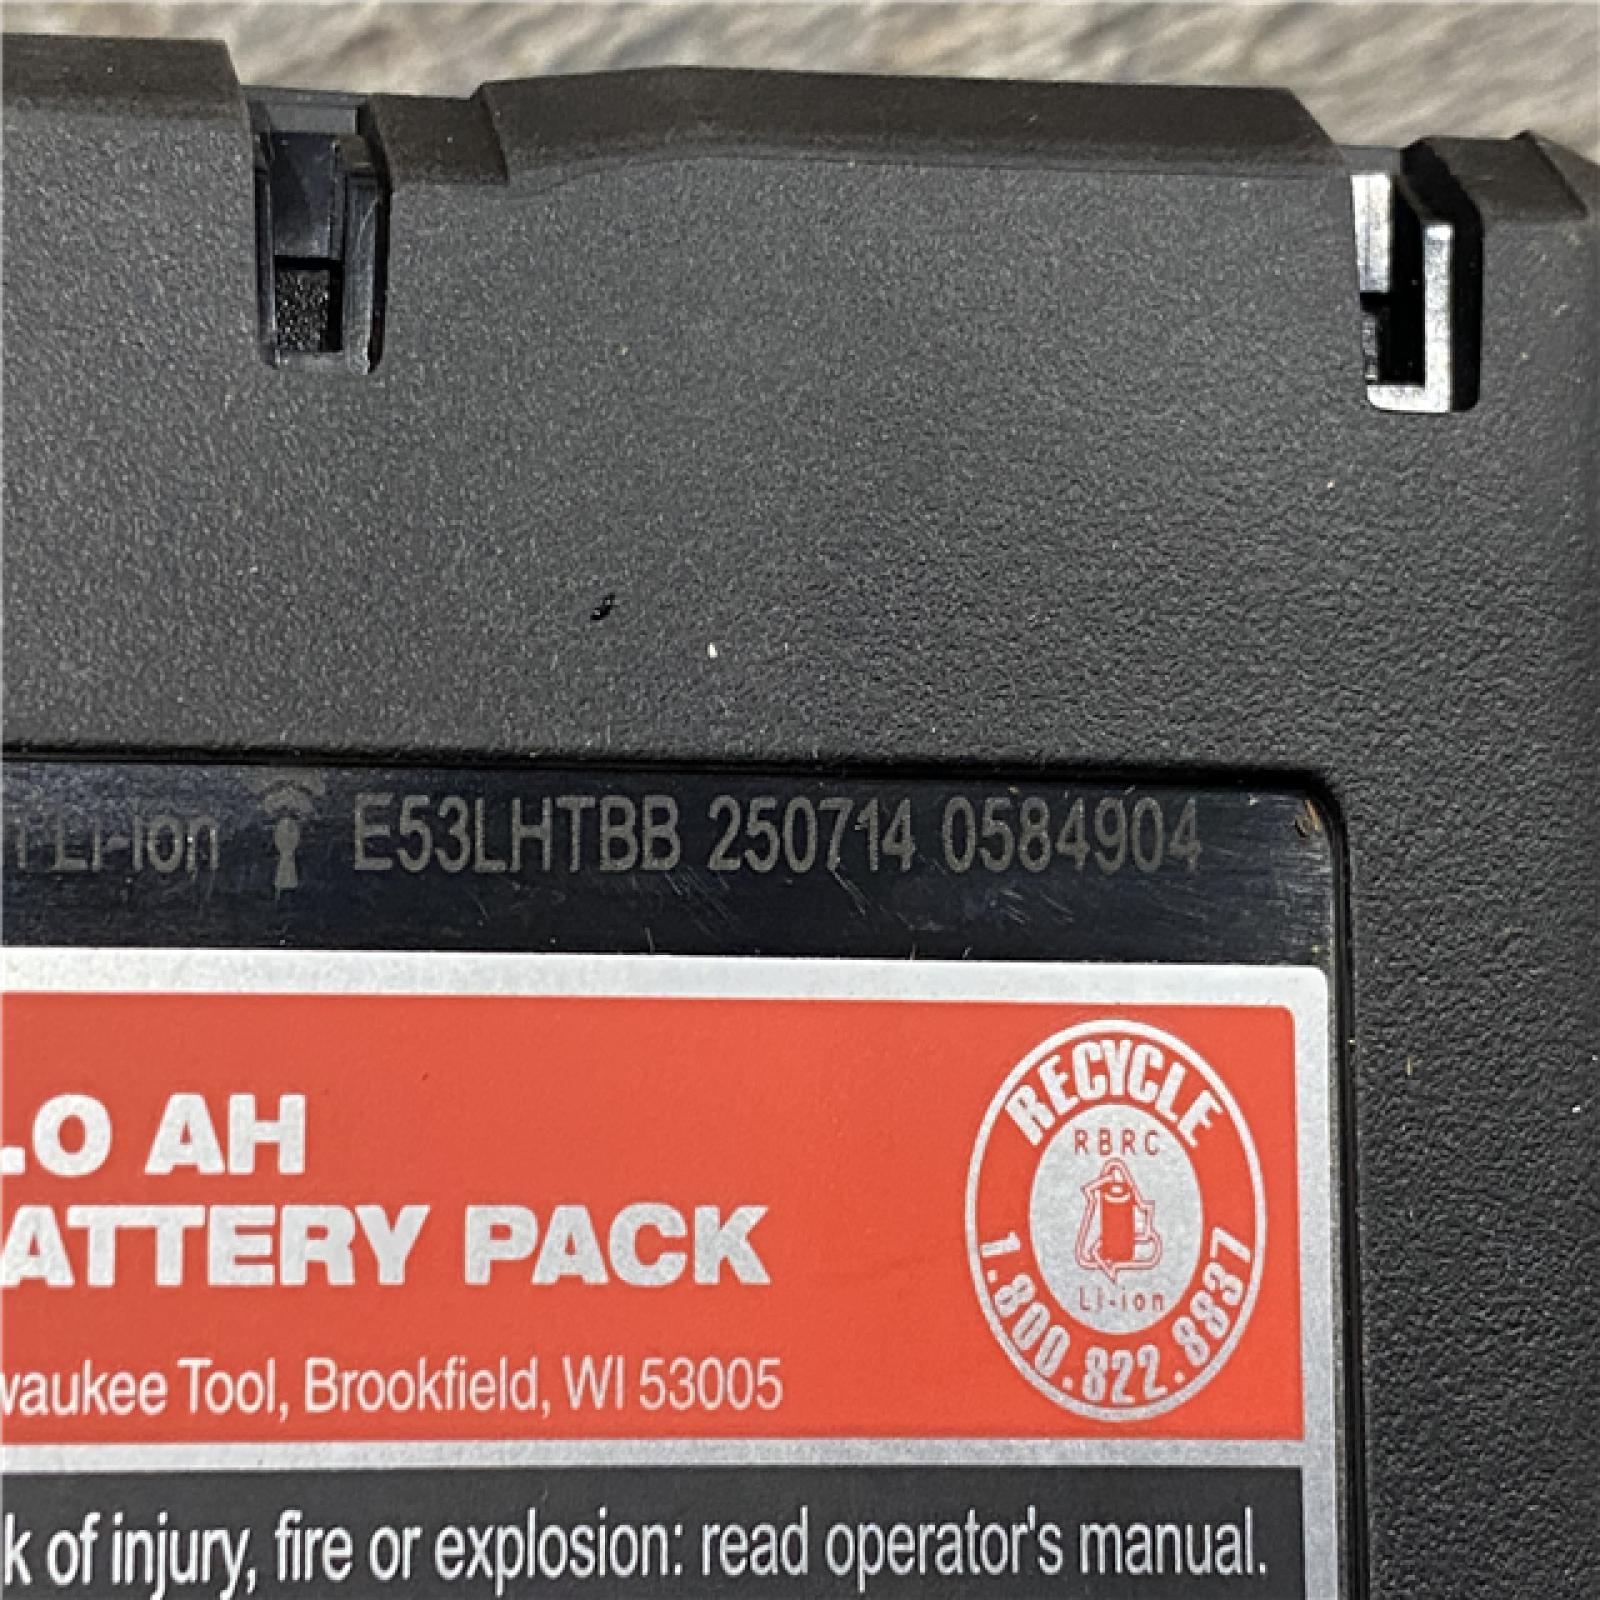 Li-ion E53LHTBB 250714 0584904
.0 AH
ATTERY PACK
waukee Tool, Brookfield, WI 53005
RECYCLE
RBRC
Li-ion
1.800.822.8837
k of injury, fire or explosion: read operator's manual.